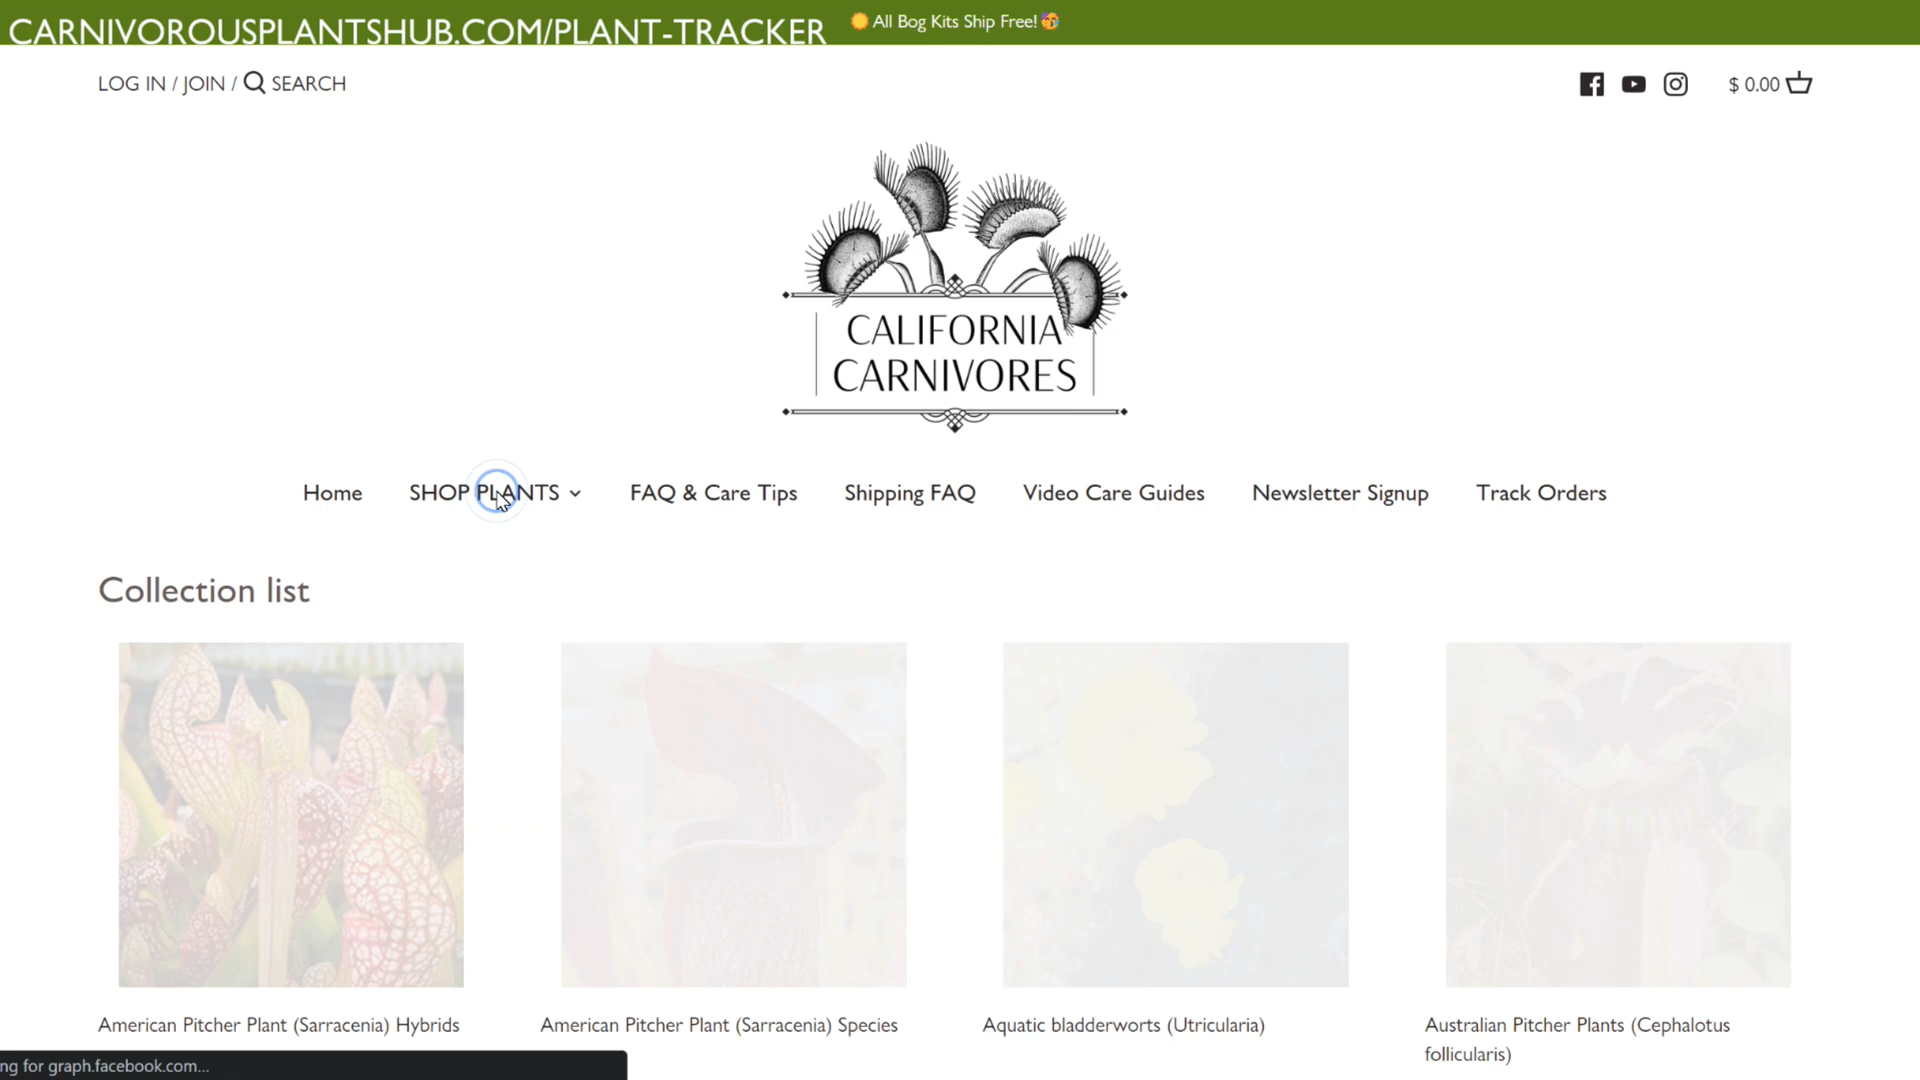 CARNIVOROUSPLANTSHUB.COM/PLANT-TRACKER
All Bog Kits Ship Free!
LOG IN / JOIN / SEARCH
$ 0.00
CALIFORNIA
CARNIVORES
Home
SHOP PLANTS
FAQ & Care Tips
Shipping FAQ
Video Care Guides
Newsletter Signup
Track Orders
Collection list
American Pitcher Plant (Sarracenia) Hybrids
American Pitcher Plant (Sarracenia) Species
Aquatic bladderworts (Utricularia)
Australian Pitcher Plants (Cephalotus
follicularis)
ng for graph.facebook.com...